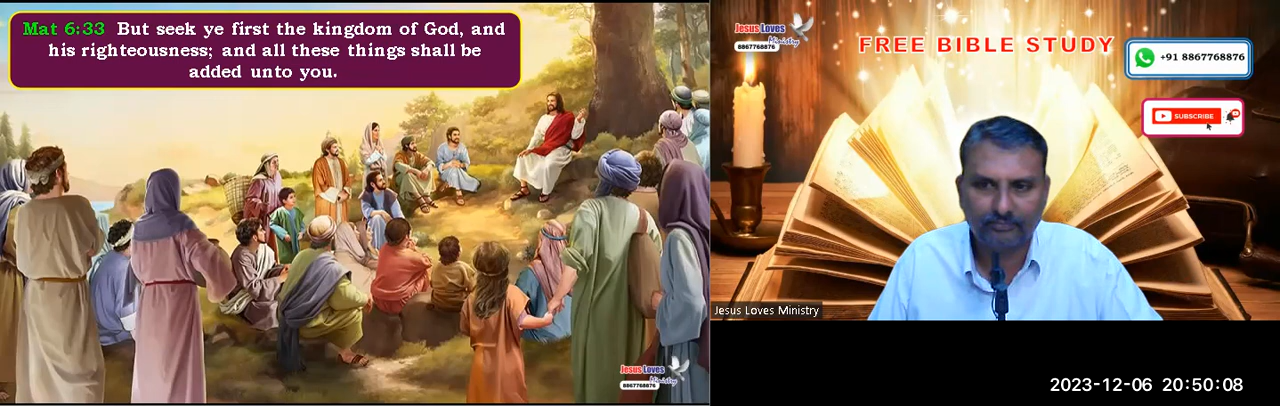 Mat 6:33 But seek ye first the kingdom of God, and
his righteousness; and all these things shall be
added unto you.
Jesus Loves
Ministry
8867768876
Jesus Loves
Ministry
8867768876
FREE BIBLE STUDY
+91 8867768876
SUBSCRIBE
Jesus Loves Ministry
2023-12-06 20:50:08